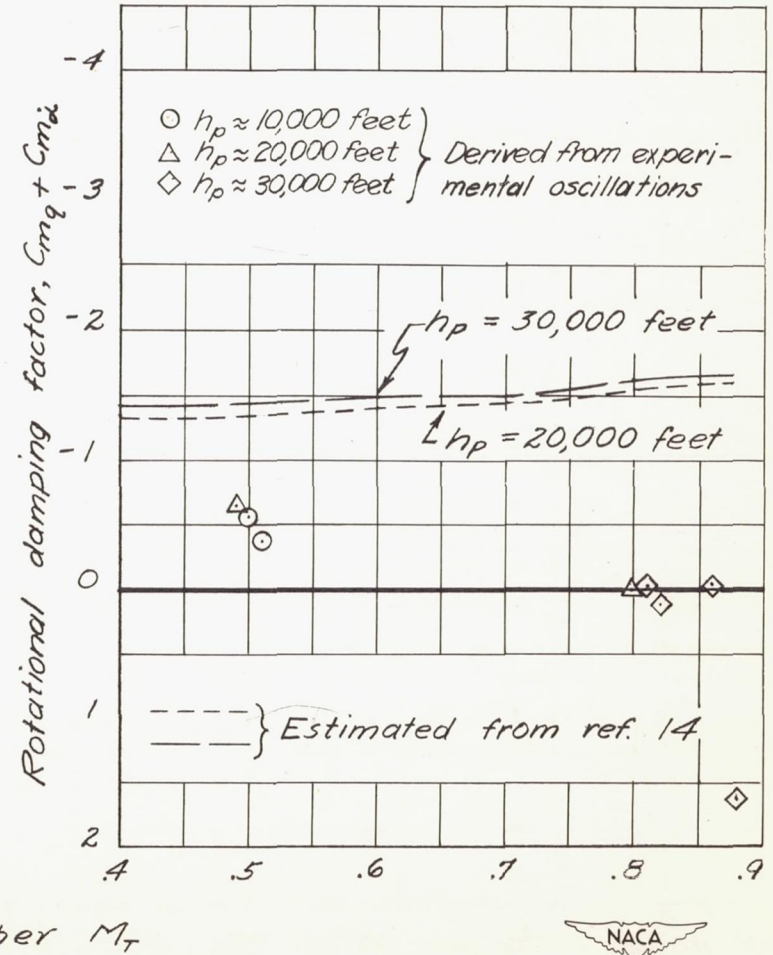 Rotational damping factor, Cmq + Cmα̇
-4
-3
-2
-1
0
1
2
○ hp ≈ 10,000 feet
△ hp ≈ 20,000 feet
◇ hp ≈ 30,000 feet
Derived from experi-
mental oscillations
hp = 30,000 feet
hp = 20,000 feet
Estimated from ref. 14
.4 .5 .6 .7 .8 .9
ber MT
NACA